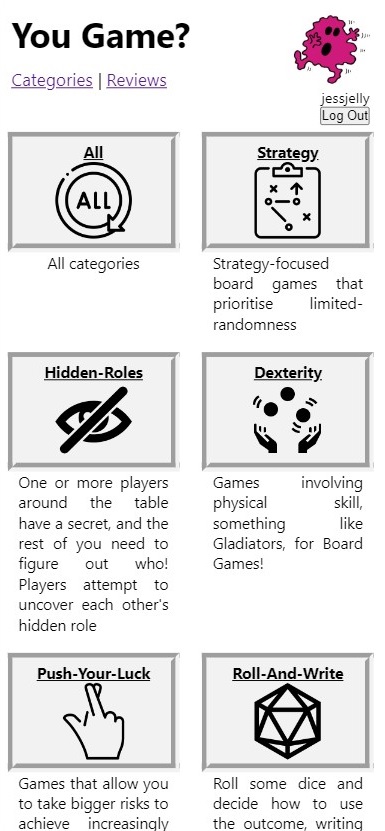 You Game?
Categories | Reviews
jessjelly
Log Out
All
ALL
All categories
Strategy
Strategy-focused
board games that
prioritise limited-
randomness
Hidden-Roles
One or more players
around the table
have a secret, and the
rest of you need to
figure out who!
Players attempt to
uncover each other's
hidden role
Dexterity
Games involving
physical skill,
something like
Gladiators, for Board
Games!
Push-Your-Luck
Games that allow you
to take bigger risks to
achieve increasingly
Roll-And-Write
Roll some dice and
decide how to use
the outcome, writing